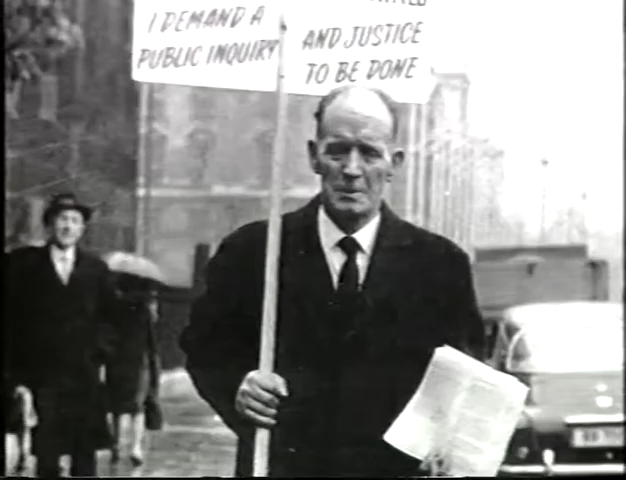 I DEMAND A
PUBLIC INQUIRY
AND JUSTICE
TO BE DONE